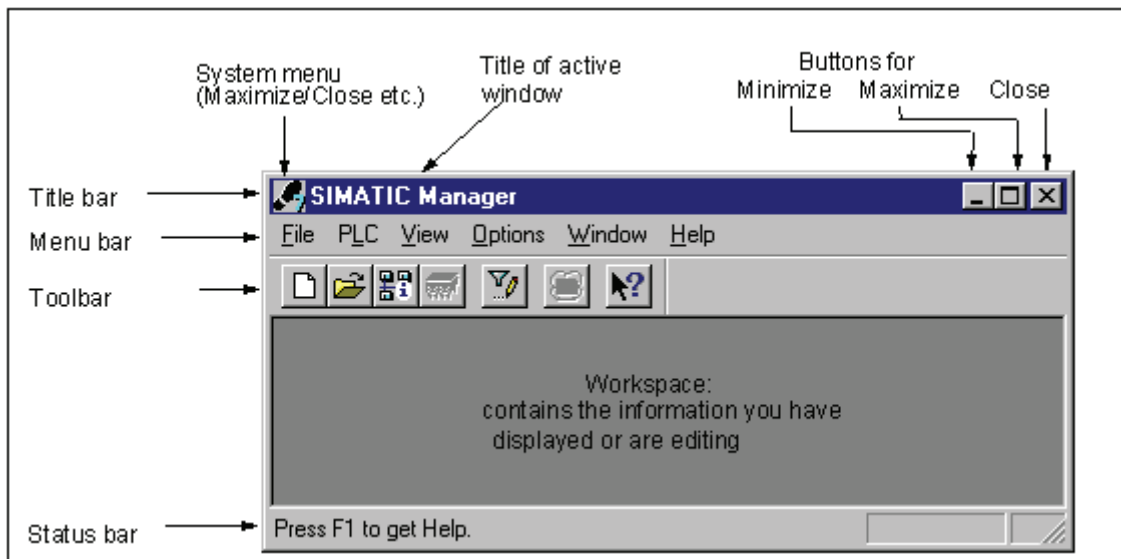 System menu
(Maximize/Close etc.)
Title of active
window
Buttons for
Minimize Maximize Close
Title bar
SIMATIC Manager
Menu bar
File PLC View Options Window Help
Toolbar
Workspace:
contains the information you have
displayed or are editing
Status bar
Press F1 to get Help.